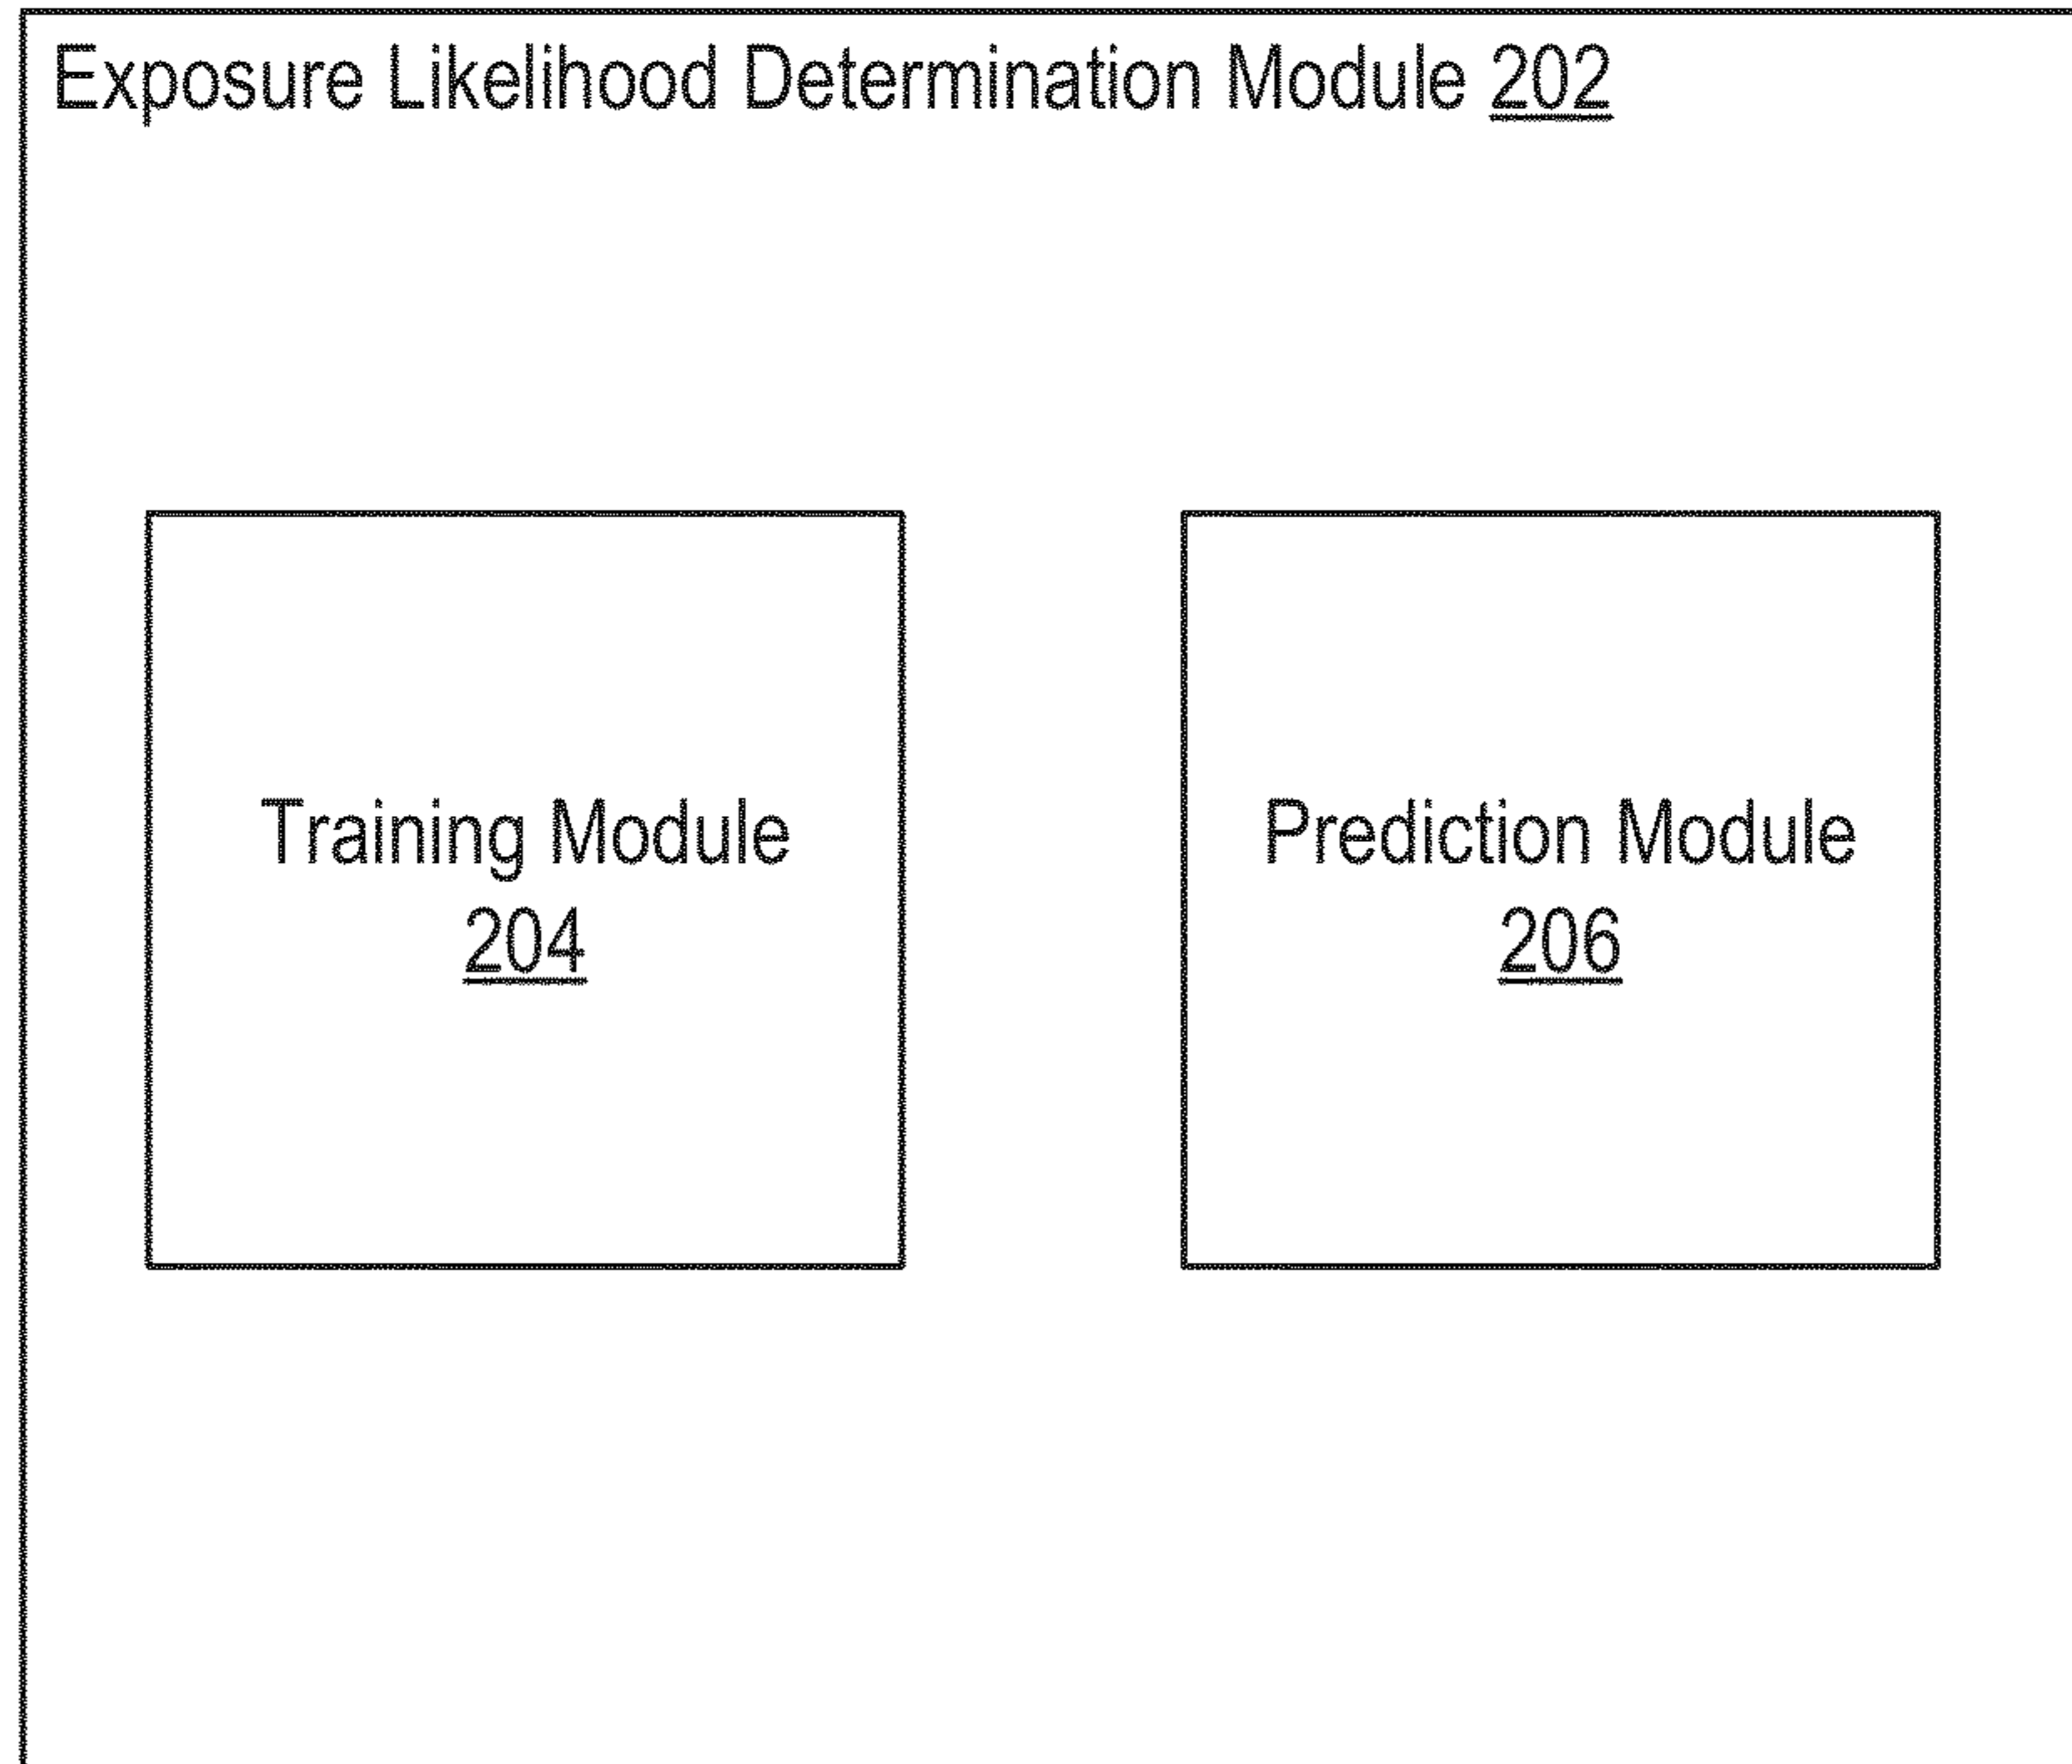 Exposure Likelihood Determination Module 202
Training Module
204
Prediction Module
206